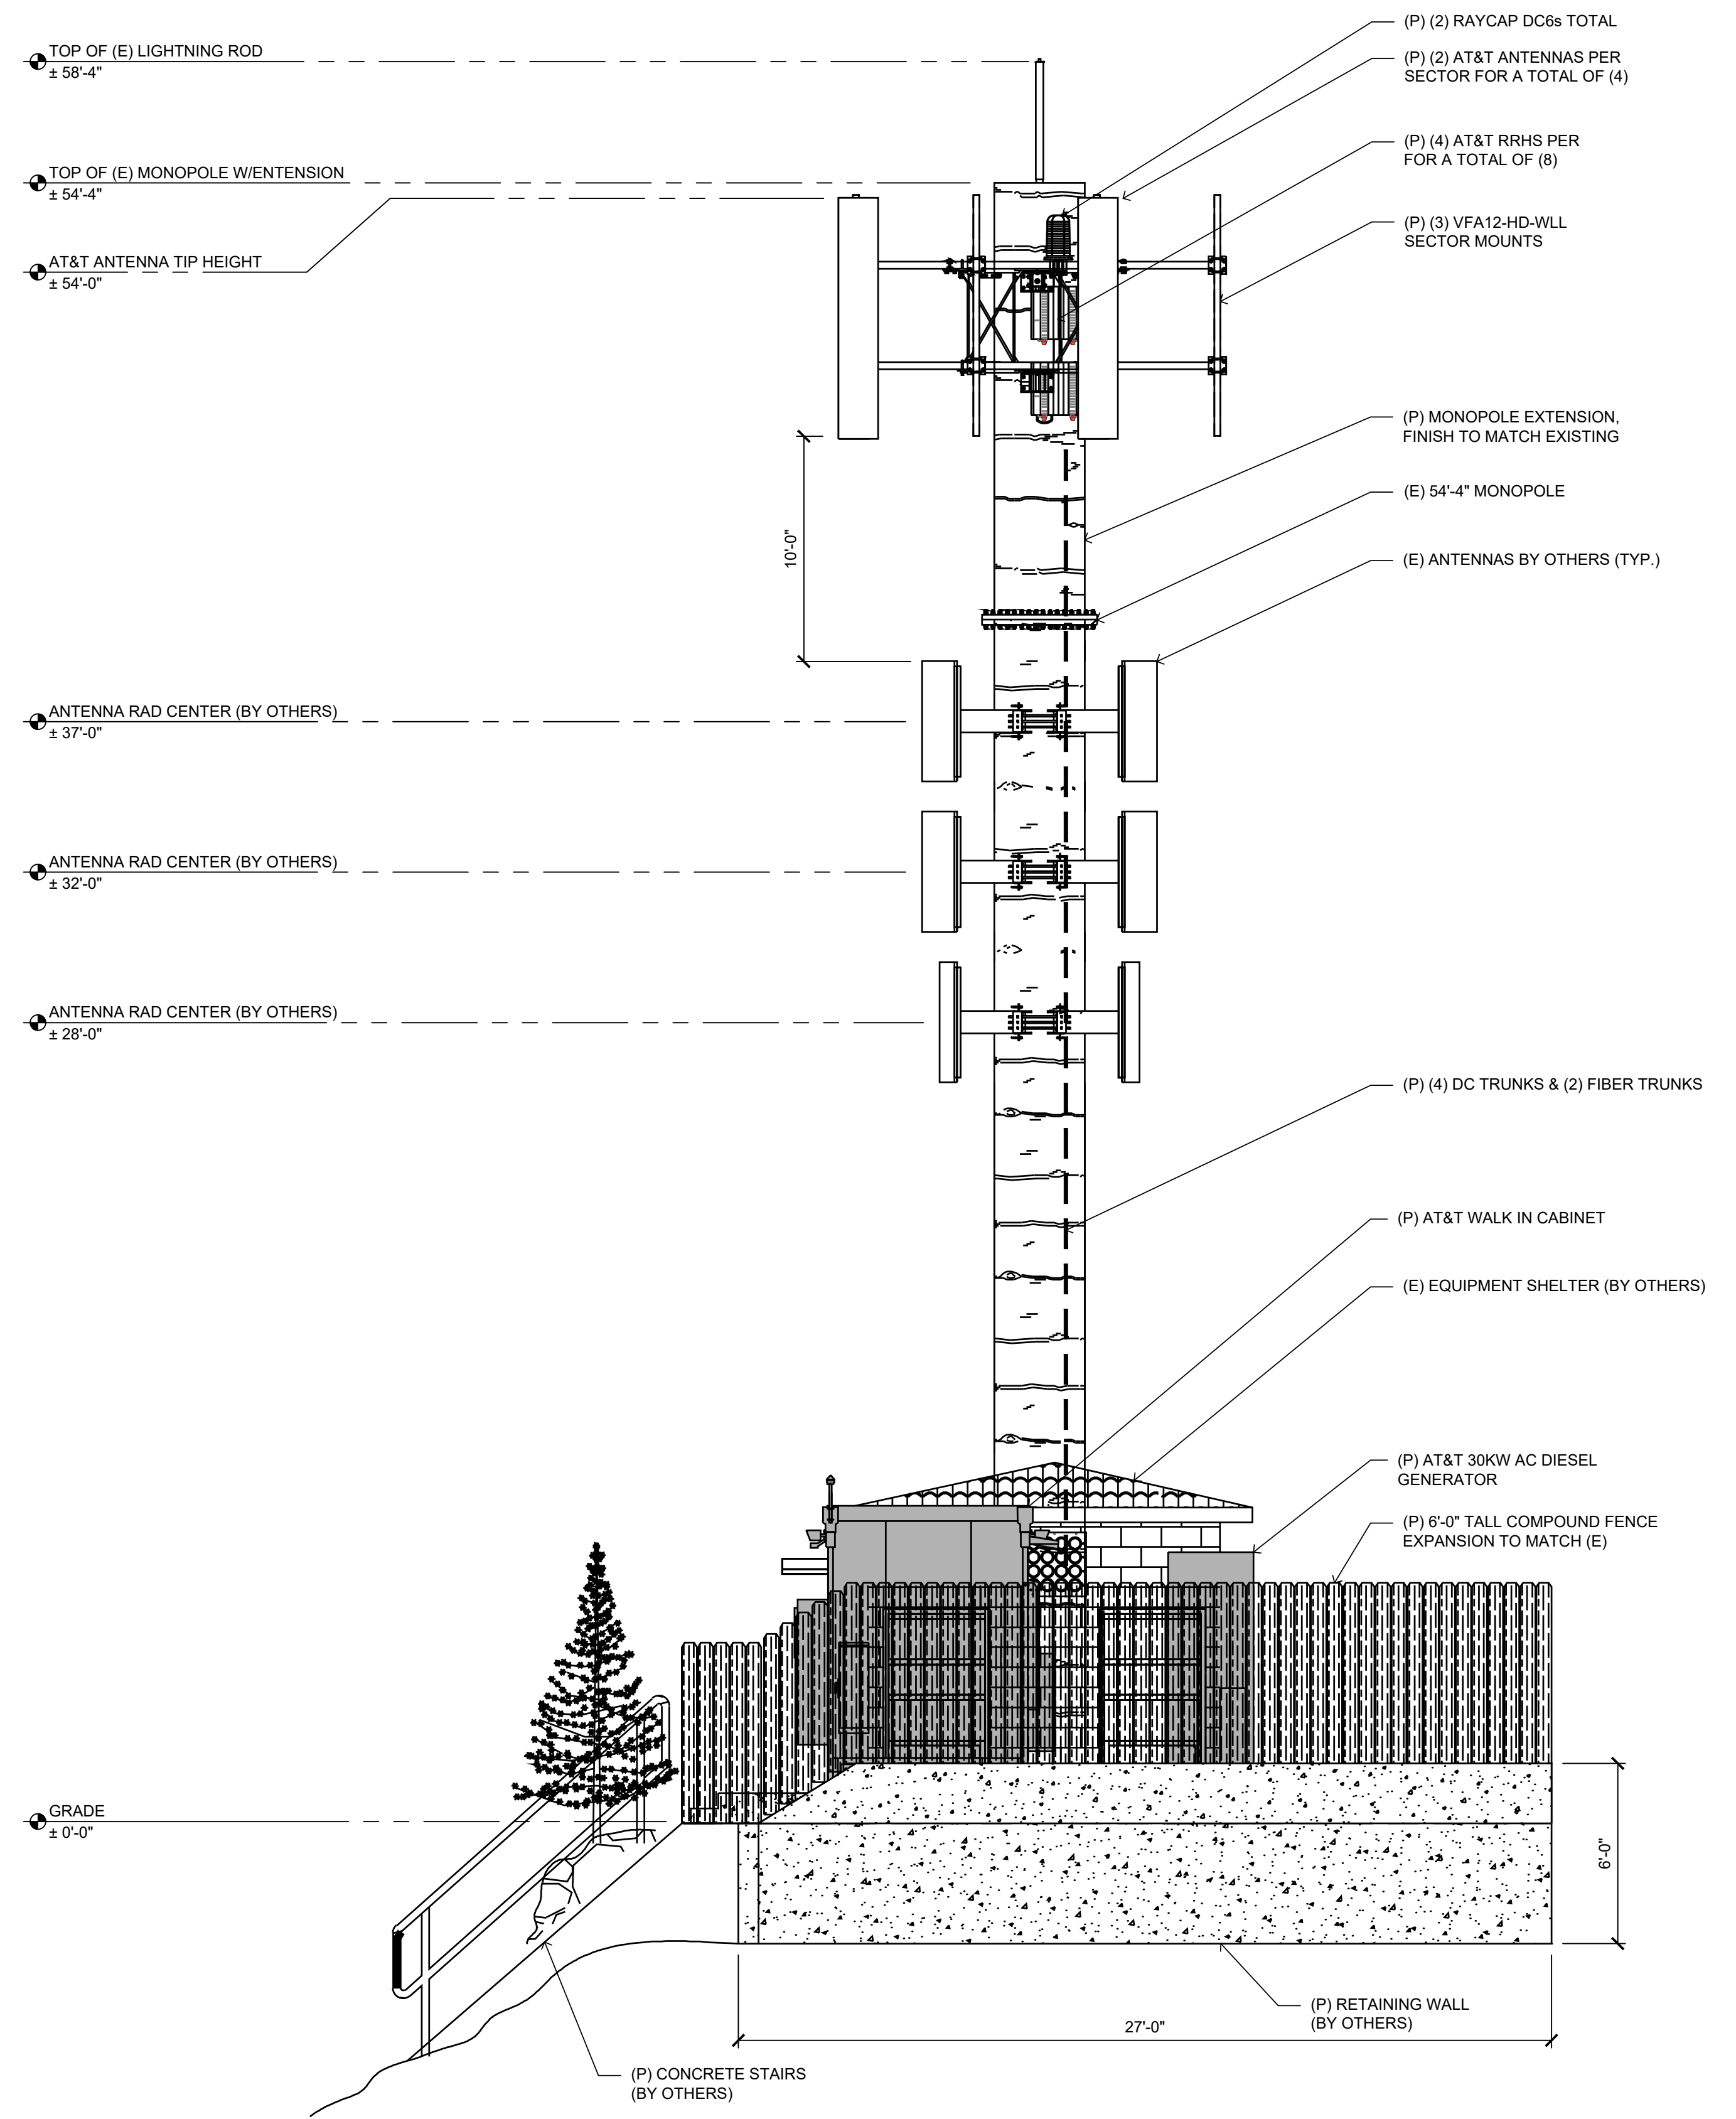 (P) (2) RAYCAP DC6s TOTAL
TOP OF (E) LIGHTNING ROD
± 58'-4"
(P) (2) AT&T ANTENNAS PER
SECTOR FOR A TOTAL OF (4)
(P) (4) AT&T RRHS PER
FOR A TOTAL OF (8)
TOP OF (E) MONOPOLE W/ENTENSION
± 54'-4"
(P) (3) VFA12-HD-WLL
SECTOR MOUNTS
AT&T ANTENNA TIP HEIGHT
± 54'-0"
(P) MONOPOLE EXTENSION,
FINISH TO MATCH EXISTING
(E) 54'-4" MONOPOLE
10'-0"
(E) ANTENNAS BY OTHERS (TYP.)
ANTENNA RAD CENTER (BY OTHERS)
± 37'-0"
ANTENNA RAD CENTER (BY OTHERS)
± 32'-0"
ANTENNA RAD CENTER (BY OTHERS)
± 28'-0"
(P) (4) DC TRUNKS & (2) FIBER TRUNKS
(P) AT&T WALK IN CABINET
(E) EQUIPMENT SHELTER (BY OTHERS)
(P) AT&T 30KW AC DIESEL
GENERATOR
(P) 6'-0" TALL COMPOUND FENCE
EXPANSION TO MATCH (E)
GRADE
± 0'-0"
6'-0"
(P) RETAINING WALL
(BY OTHERS)
27'-0"
(P) CONCRETE STAIRS
(BY OTHERS)